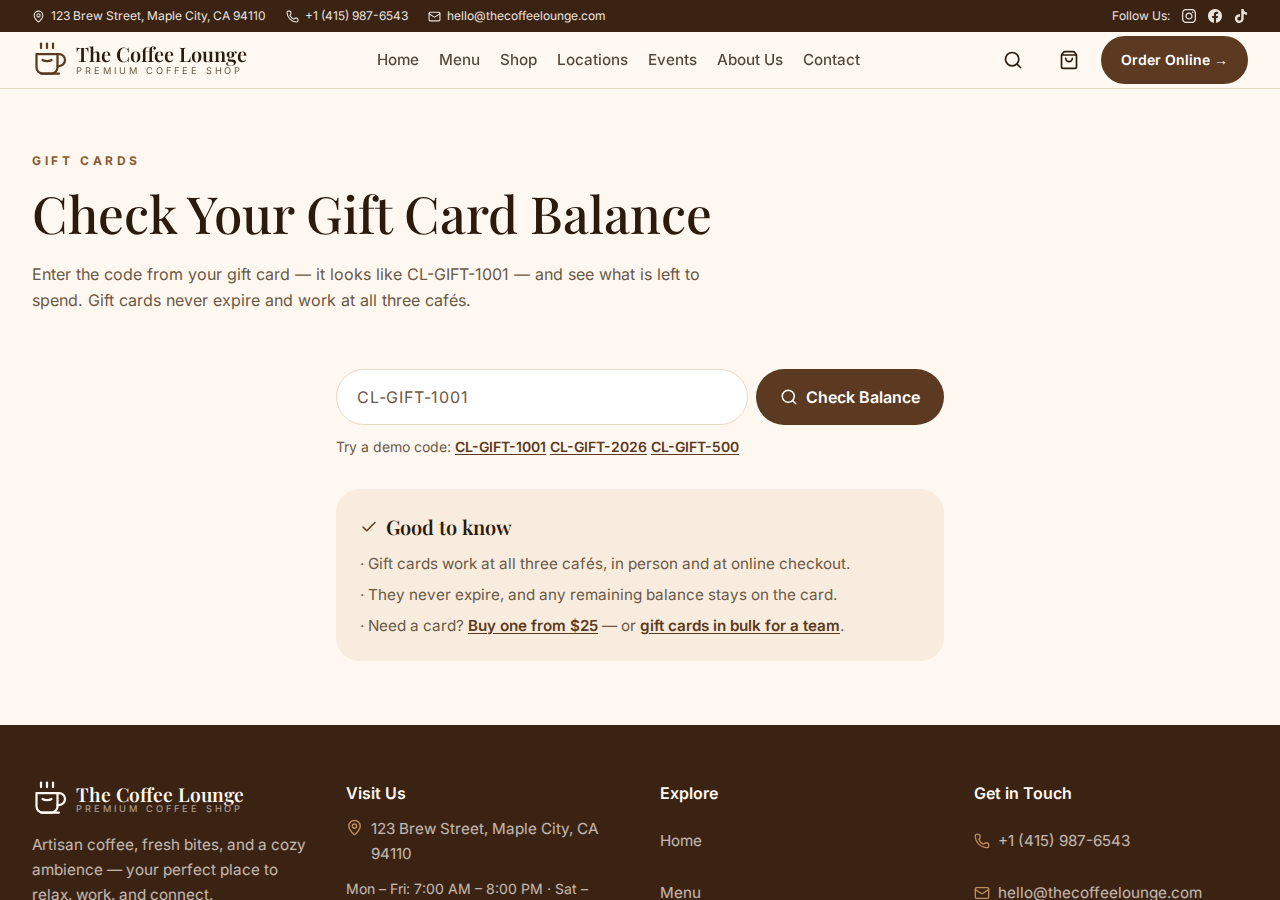 123 Brew Street, Maple City, CA 94110 +1 (415) 987-6543 hello@thecoffeelounge.com Follow Us:
The Coffee Lounge
PREMIUM COFFEE SHOP
Home Menu Shop Locations Events About Us Contact
Order Online →
GIFT CARDS
Check Your Gift Card Balance
Enter the code from your gift card — it looks like CL-GIFT-1001 — and see what is left to
spend. Gift cards never expire and work at all three cafés.
CL-GIFT-1001
Check Balance
Try a demo code: CL-GIFT-1001 CL-GIFT-2026 CL-GIFT-500
Good to know
· Gift cards work at all three cafés, in person and at online checkout.
· They never expire, and any remaining balance stays on the card.
· Need a card? Buy one from $25 — or gift cards in bulk for a team.
The Coffee Lounge
PREMIUM COFFEE SHOP
Artisan coffee, fresh bites, and a cozy
ambience — your perfect place to
relax, work, and connect.
Visit Us
123 Brew Street, Maple City, CA
94110
Mon – Fri: 7:00 AM – 8:00 PM · Sat –
Explore
Home
Menu
Get in Touch
+1 (415) 987-6543
hello@thecoffeelounge.com